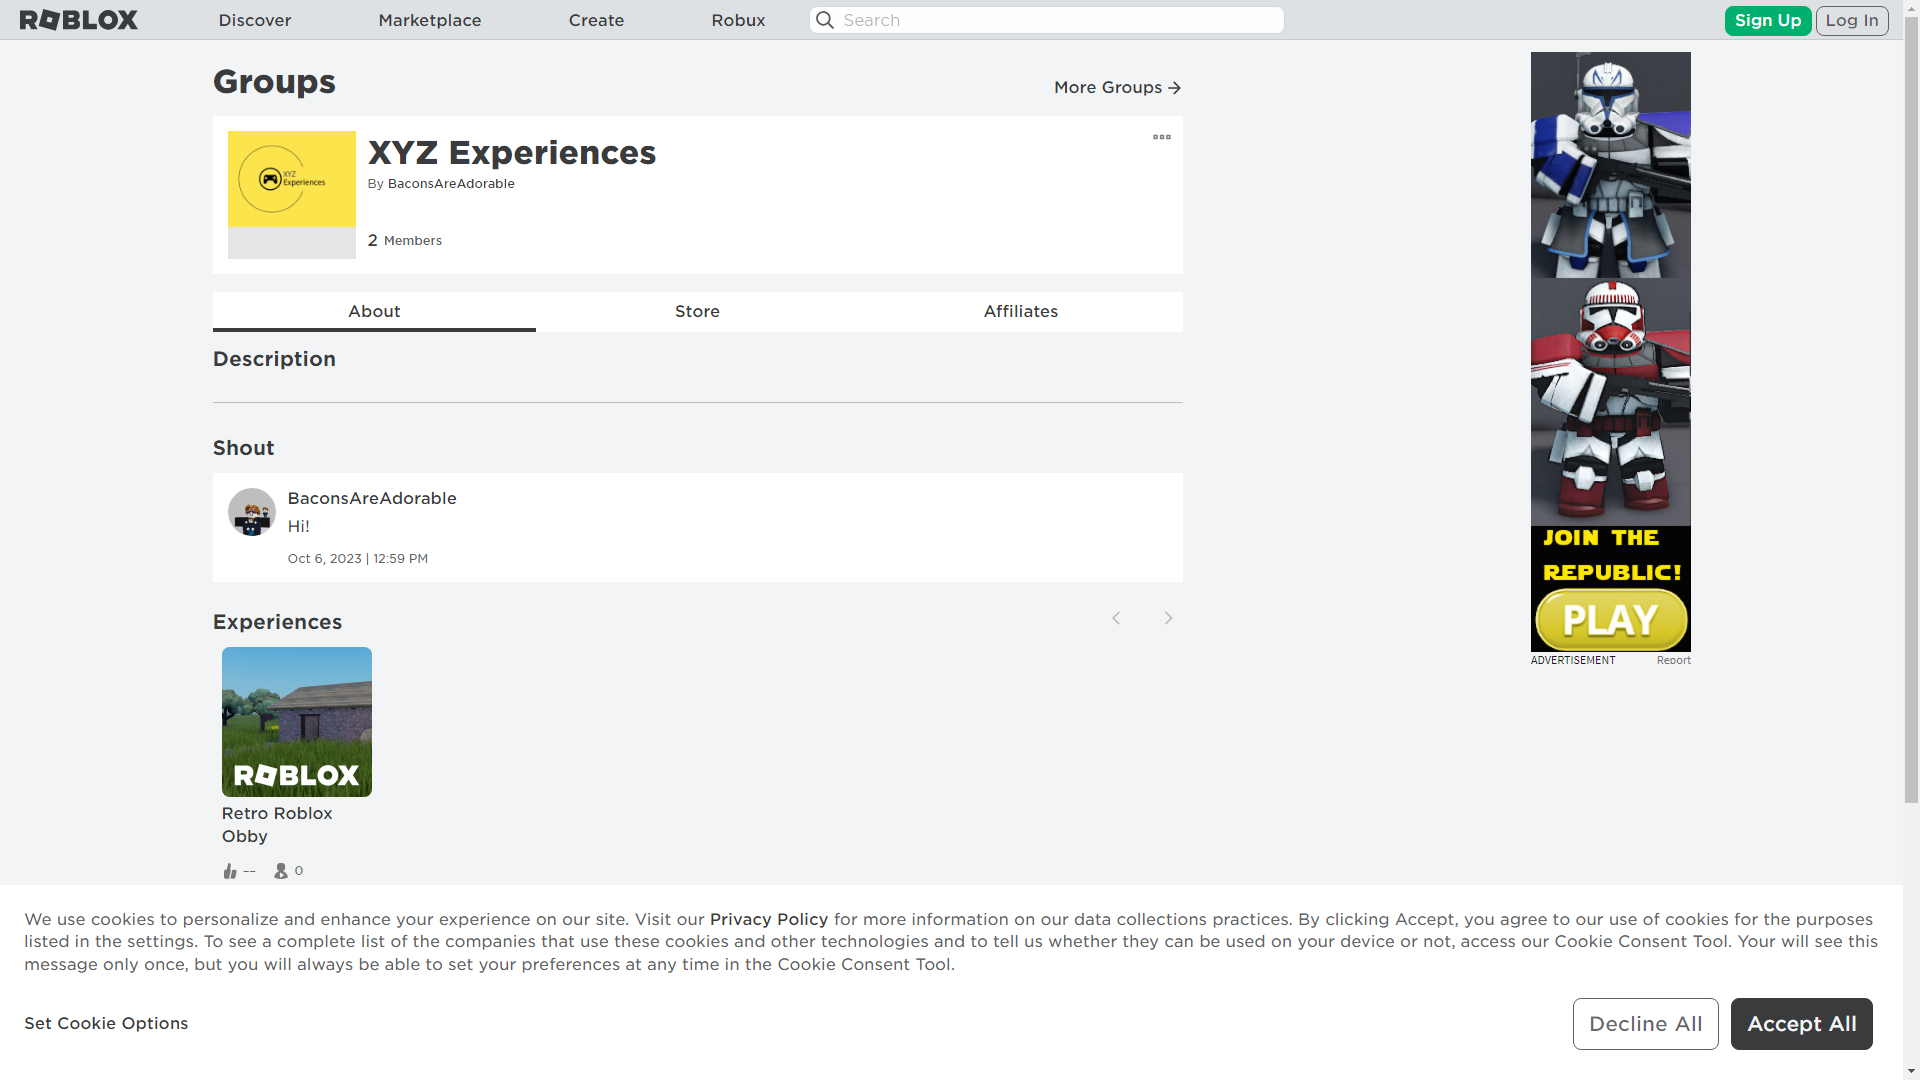 ROBLOX
Discover
Marketplace
Create
Robux
Search
Sign Up
Log In
Groups
More Groups
XYZ
Experiences
XYZ Experiences
By BaconsAreAdorable
2 Members
About
Store
Affiliates
Description
Shout
BaconsAreAdorable
Hi!
Oct 6, 2023 | 12:59 PM
Experiences
ROBLOX
Retro Roblox
Obby
--
0
JOIN THE
REPUBLIC!
PLAY
ADVERTISEMENT
Report
We use cookies to personalize and enhance your experience on our site. Visit our Privacy Policy for more information on our data collections practices. By clicking Accept, you agree to our use of cookies for the purposes
listed in the settings. To see a complete list of the companies that use these cookies and other technologies and to tell us whether they can be used on your device or not, access our Cookie Consent Tool. Your will see this
message only once, but you will always be able to set your preferences at any time in the Cookie Consent Tool.
Set Cookie Options
Decline All
Accept All